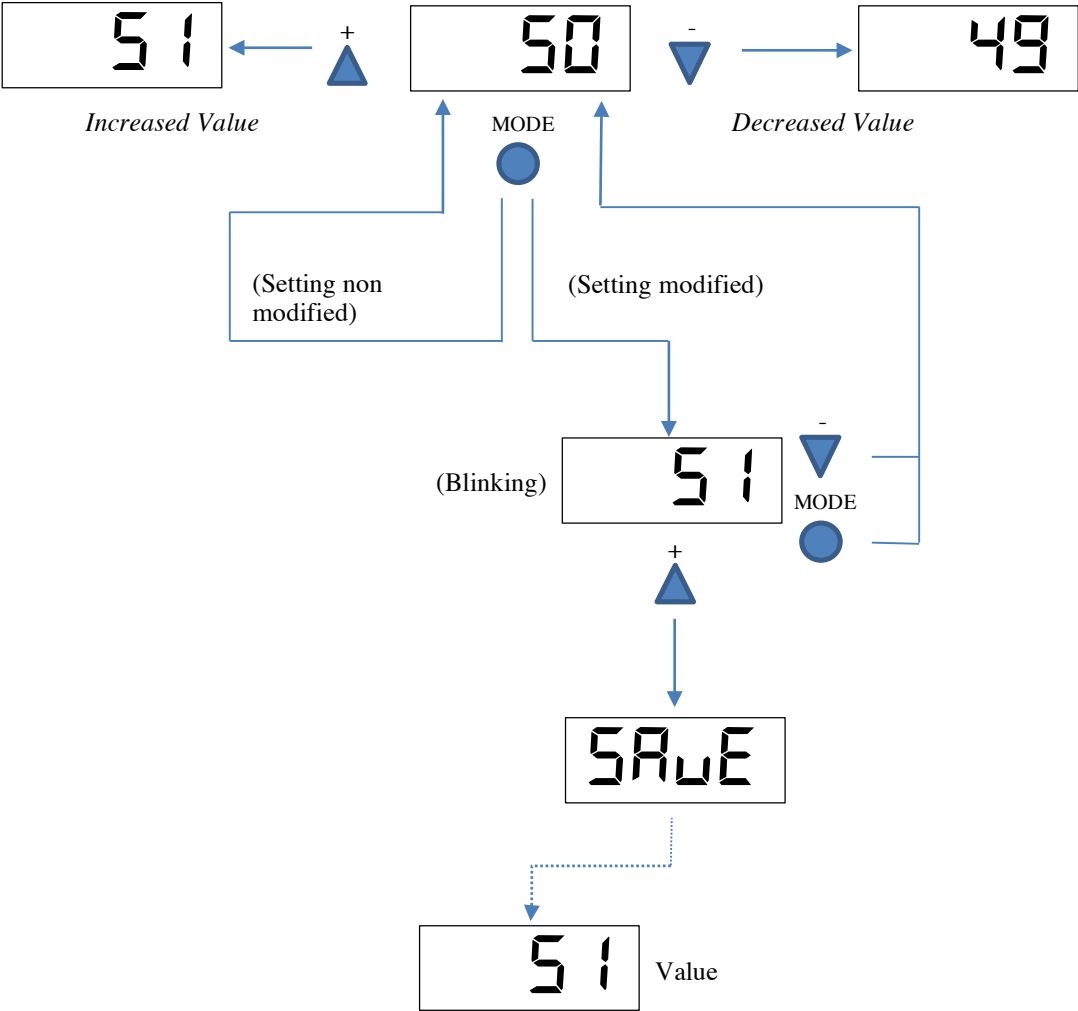 51
+
50
-
49
Increased Value
MODE
Decreased Value
(Setting non
modified)
(Setting modified)
(Blinking)
51
-
MODE
+
SAuE
51
Value